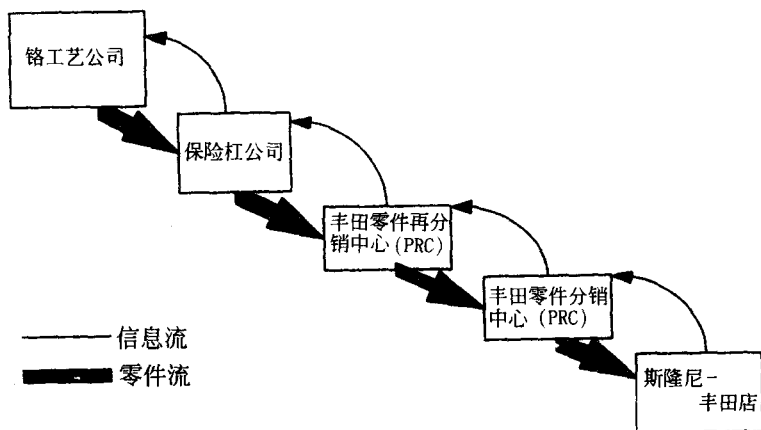 铬工艺公司
保险杠公司
丰田零件再分
销中心(PRC)
丰田零件分销
中心(PRC)
斯隆尼-
丰田店
信息流
零件流